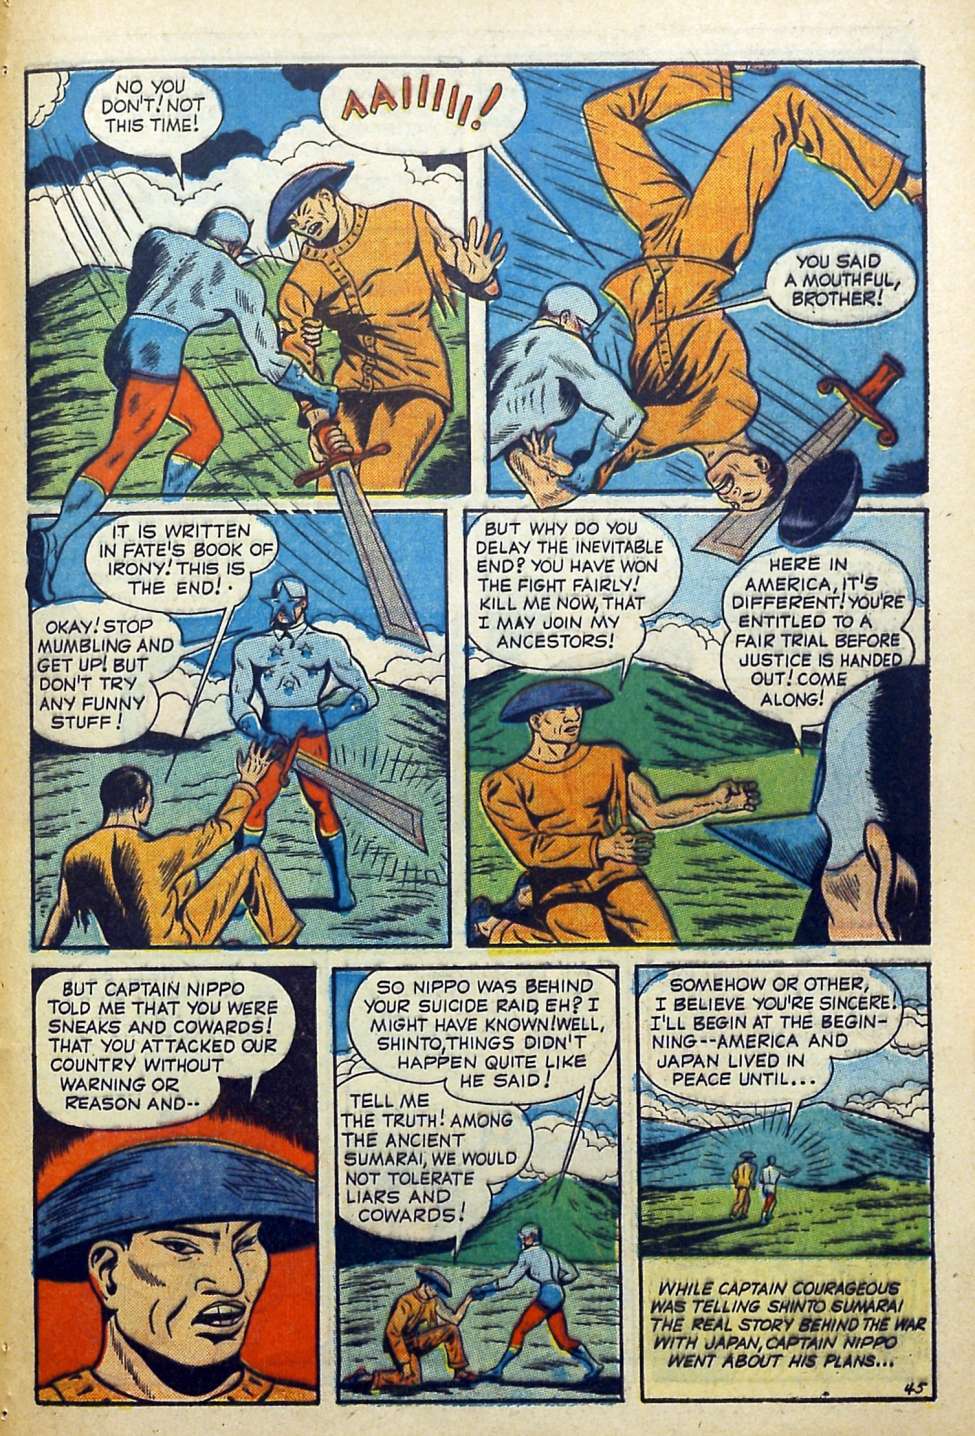 NO YOU
DON'T! NOT
THIS TIME!
AAIIIIII!
YOU SAID
A MOUTHFUL,
BROTHER!
IT IS WRITTEN
IN FATE'S BOOK OF
IRONY! THIS IS
THE END!
OKAY! STOP
MUMBLING AND
GET UP! BUT
DON'T TRY
ANY FUNNY
STUFF!
BUT WHY DO YOU
DELAY THE INEVITABLE
END? YOU HAVE WON
THE FIGHT FAIRLY!
KILL ME NOW, THAT
I MAY JOIN MY
ANCESTORS!
HERE IN
AMERICA, IT'S
DIFFERENT! YOU'RE
ENTITLED TO A
FAIR TRIAL BEFORE
JUSTICE IS HANDED
OUT! COME
ALONG!
BUT CAPTAIN NIPPO
TOLD ME THAT YOU WERE
SNEAKS AND COWARDS!
THAT YOU ATTACKED OUR
COUNTRY WITHOUT
WARNING OR
REASON AND--
SO NIPPO WAS BEHIND
YOUR SUICIDE RAID, EH? I
MIGHT HAVE KNOWN! WELL,
SHINTO, THINGS DIDN'T
HAPPEN QUITE LIKE
HE SAID!
TELL ME
THE TRUTH! AMONG
THE ANCIENT
SUMARAI, WE WOULD
NOT TOLERATE
LIARS AND
COWARDS!
SOMEHOW OR OTHER,
I BELIEVE YOU'RE SINCERE!
I'LL BEGIN AT THE BEGIN-
NING--AMERICA AND
JAPAN LIVED IN
PEACE UNTIL...
WHILE CAPTAIN COURAGEOUS
WAS TELLING SHINTO SUMARAI
THE REAL STORY BEHIND THE WAR
WITH JAPAN, CAPTAIN NIPPO
WENT ABOUT HIS PLANS...
45